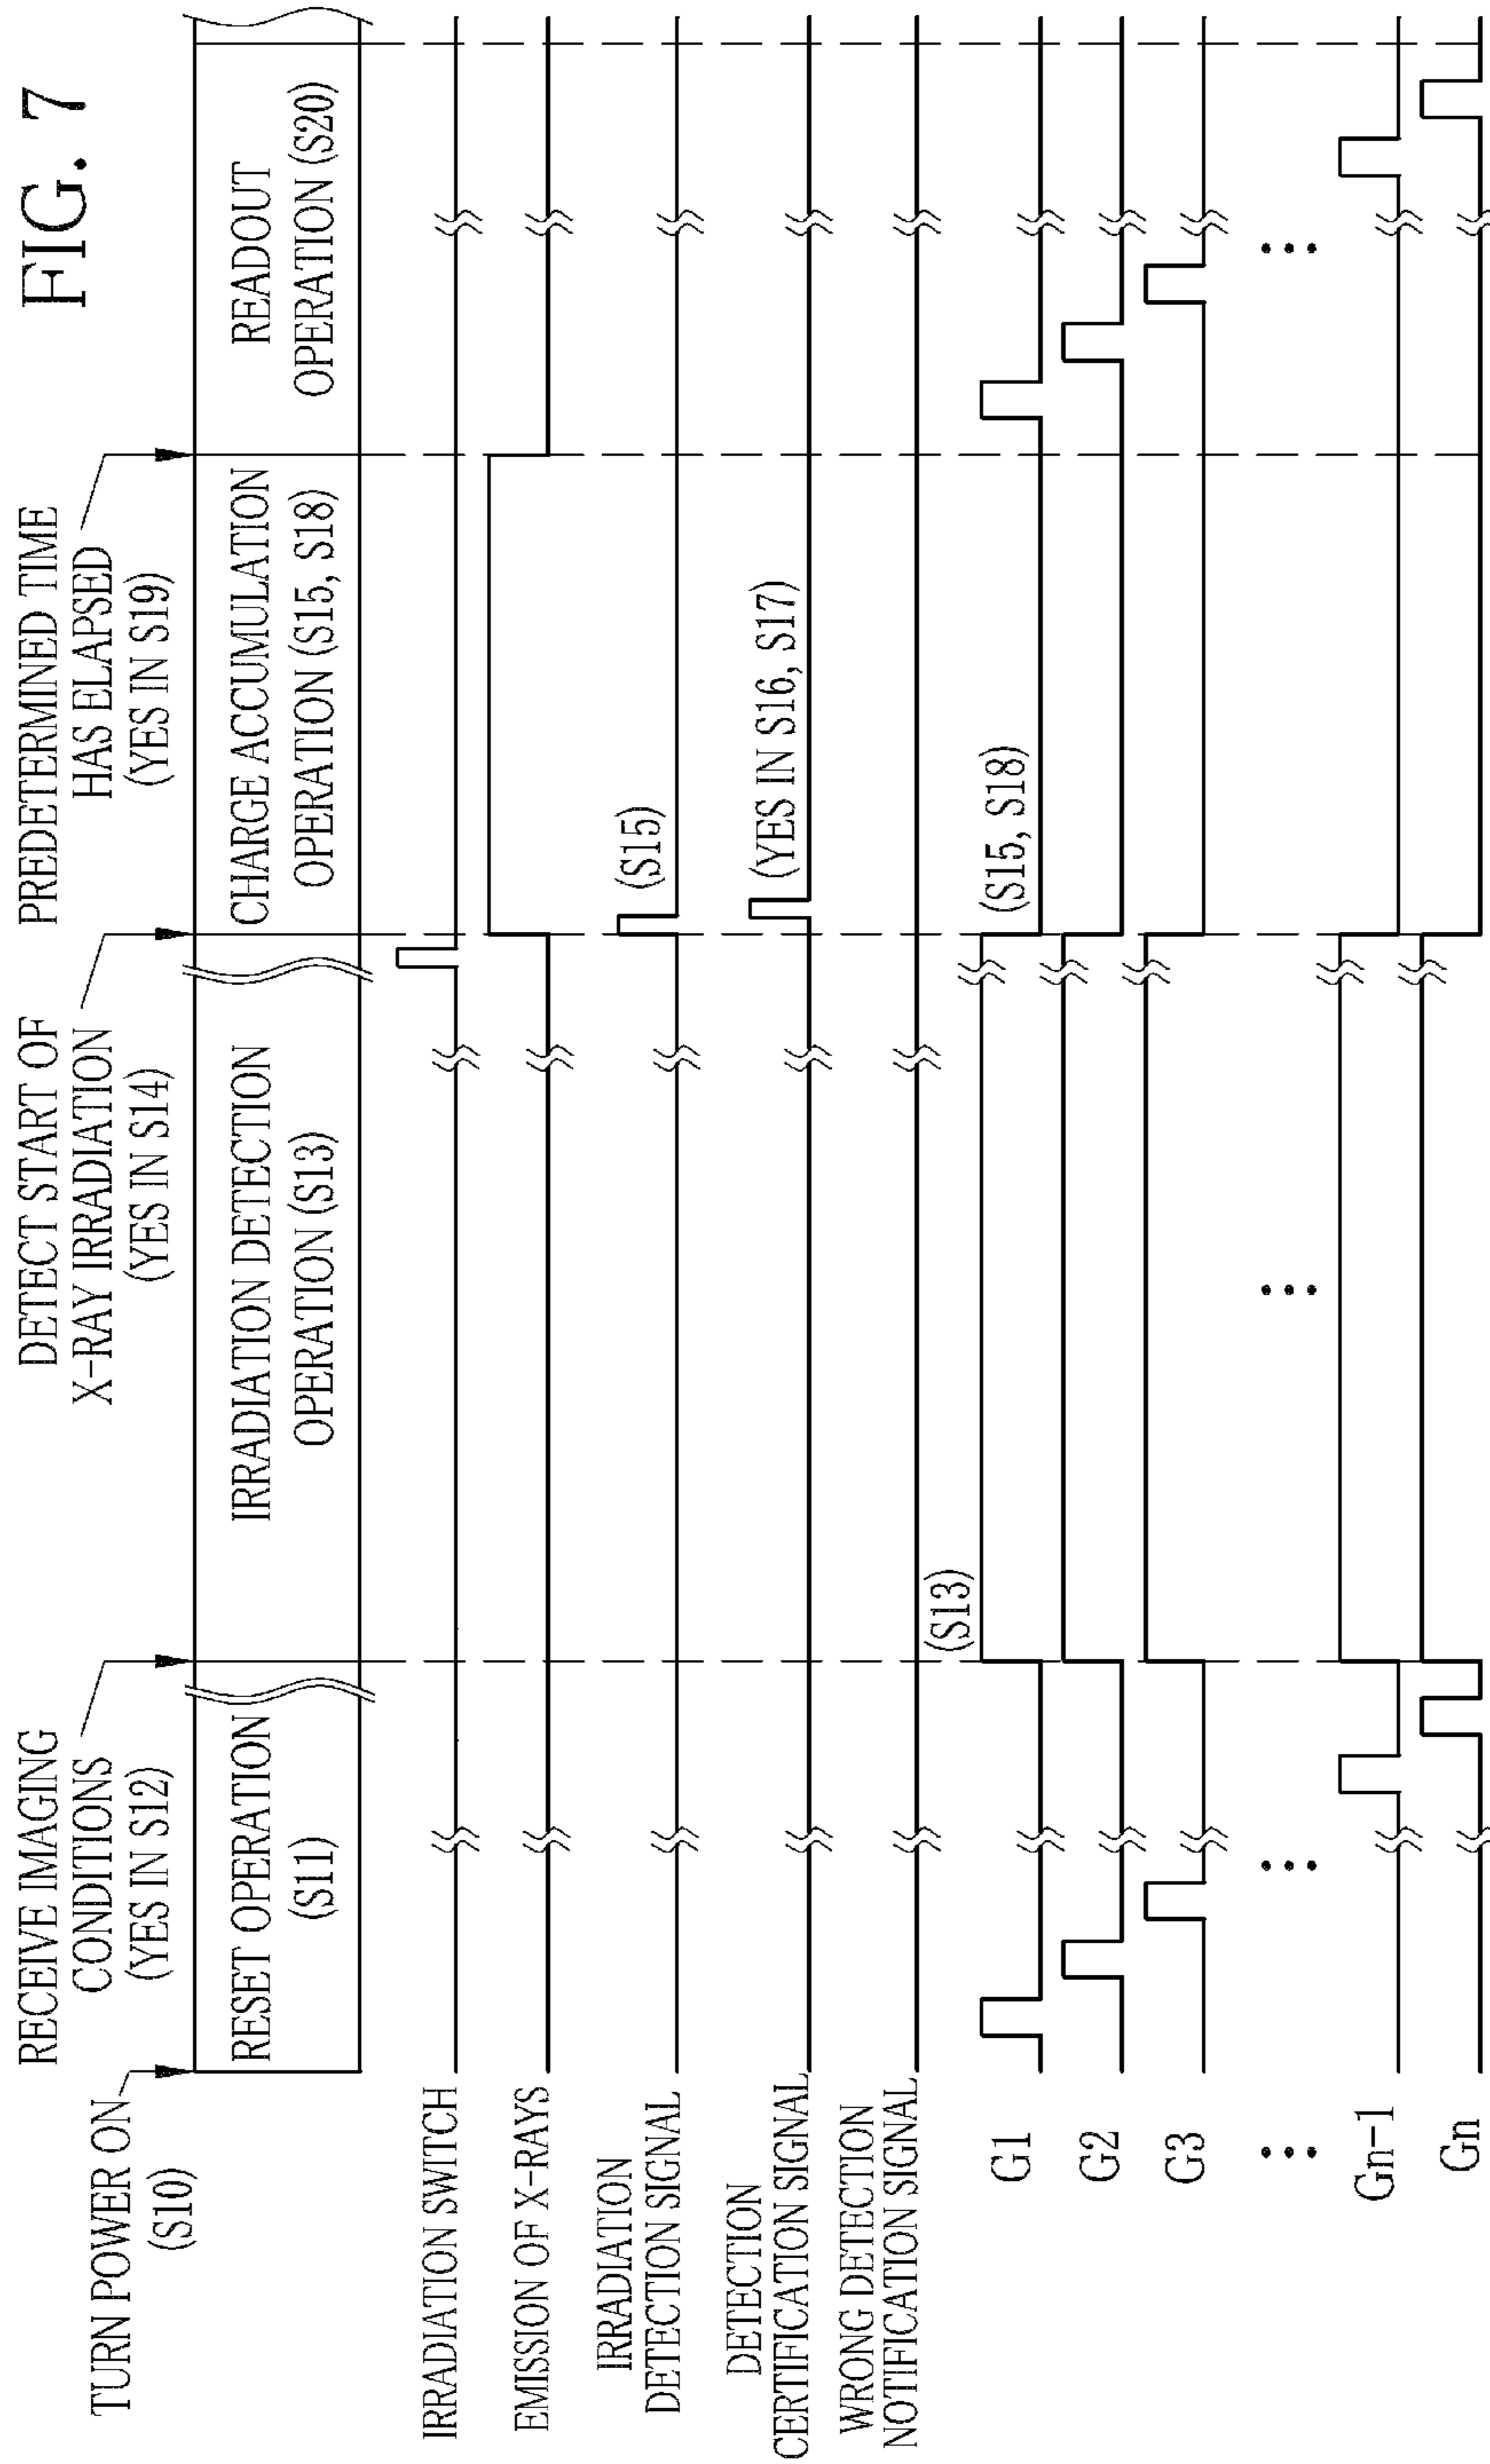 FIG. 7
TURN POWER ON
(S10)
RECEIVE IMAGING
CONDITIONS
(YES IN S12)
DETECT START OF
X-RAY IRRADIATION
(YES IN S14)
PREDETERMINED TIME
HAS ELAPSED
(YES IN S19)
RESET OPERATION
(S11)
IRRADIATION DETECTION
OPERATION (S13)
CHARGE ACCUMULATION
OPERATION (S15, S18)
READOUT
OPERATION (S20)
IRRADIATION SWITCH
EMISSION OF X-RAYS
IRRADIATION
DETECTION SIGNAL
(S15)
DETECTION
CERTIFICATION SIGNAL
(YES IN S16, S17)
WRONG DETECTION
NOTIFICATION SIGNAL
G1
(S13)
(S15, S18)
G2
G3
Gn-1
Gn